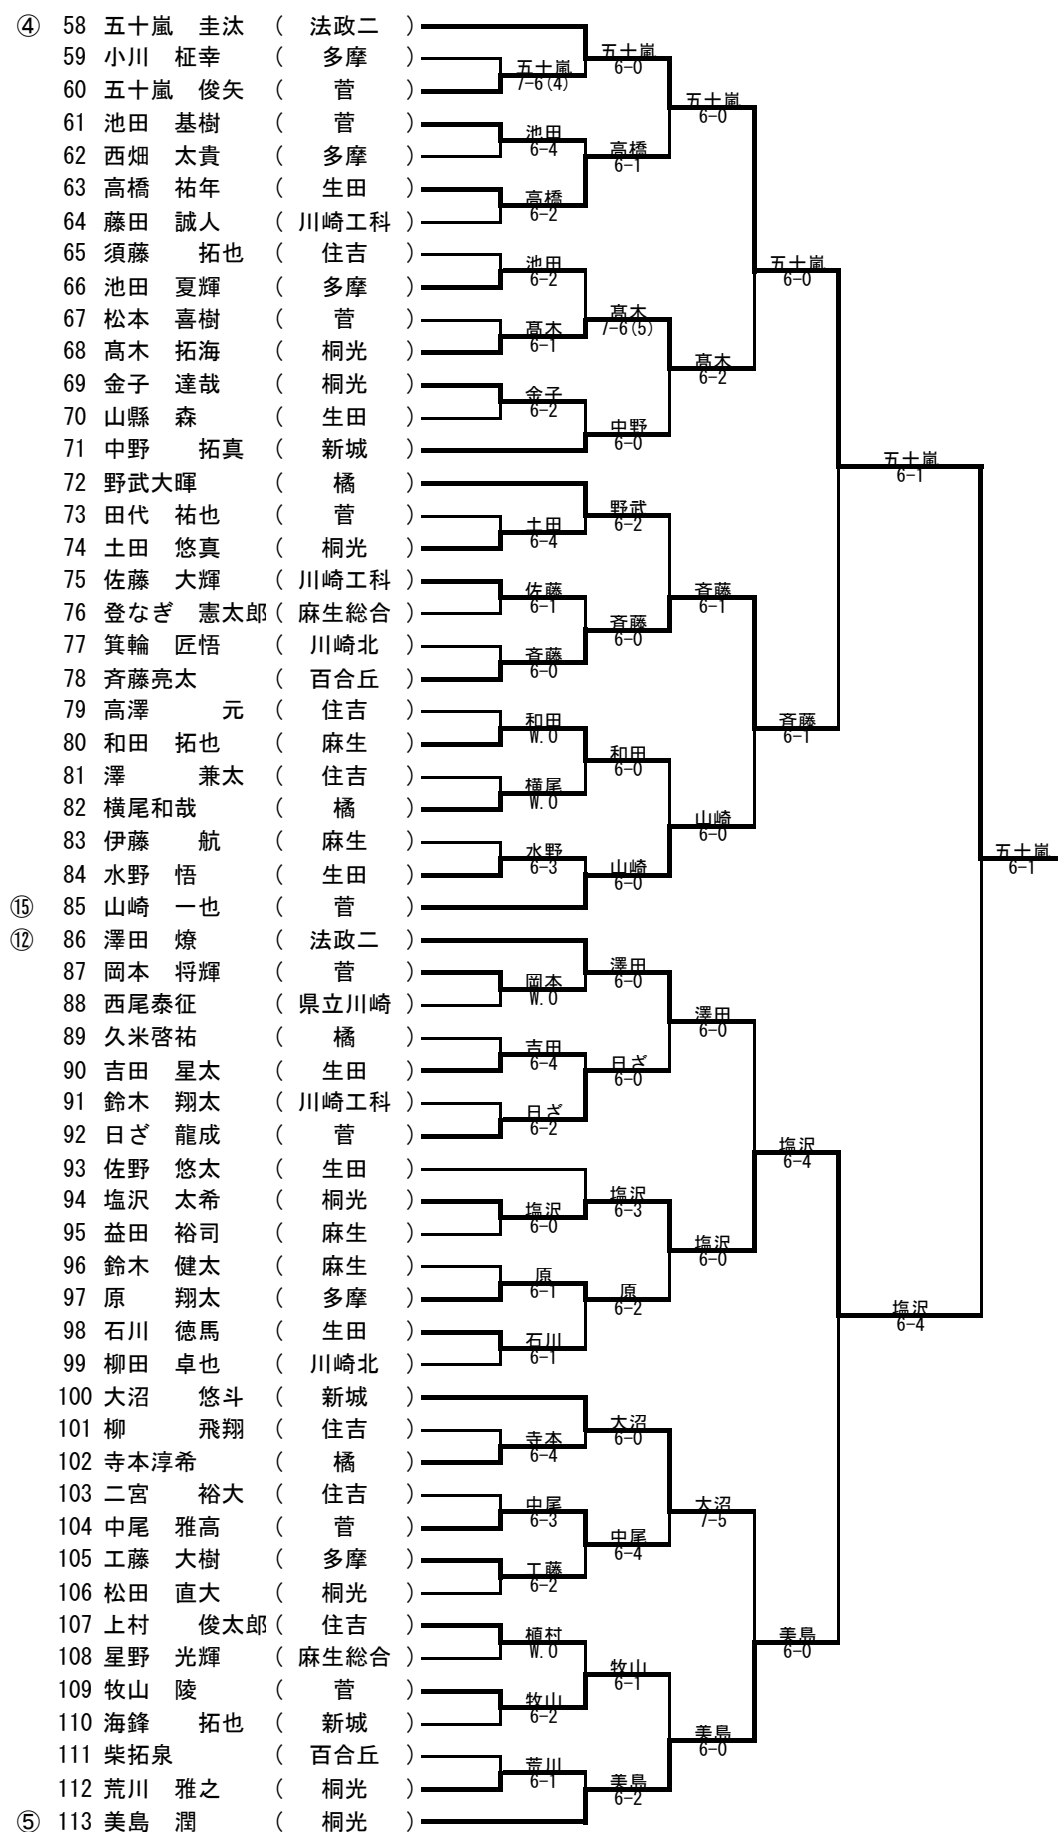 ④ 58 五十嵐 圭汰 ( 法政二 )
59 小川 柾幸 ( 多摩 )
60 五十嵐 俊矢 ( 菅 )
61 池田 基樹 ( 菅 )
62 西畑 太貴 ( 多摩 )
63 高橋 祐年 ( 生田 )
64 藤田 誠人 ( 川崎工科 )
65 須藤 拓也 ( 住吉 )
66 池田 夏輝 ( 多摩 )
67 松本 喜樹 ( 菅 )
68 髙木 拓海 ( 桐光 )
69 金子 達哉 ( 桐光 )
70 山縣 森 ( 生田 )
71 中野 拓真 ( 新城 )
72 野武大暉 ( 橘 )
73 田代 祐也 ( 菅 )
74 土田 悠真 ( 桐光 )
75 佐藤 大輝 ( 川崎工科 )
76 登なぎ 憲太郎 ( 麻生総合 )
77 箕輪 匠悟 ( 川崎北 )
78 斉藤亮太 ( 百合丘 )
79 高澤 元 ( 住吉 )
80 和田 拓也 ( 麻生 )
81 澤 兼太 ( 住吉 )
82 横尾和哉 ( 橘 )
83 伊藤 航 ( 麻生 )
84 水野 悟 ( 生田 )
⑮ 85 山崎 一也 ( 菅 )
⑫ 86 澤田 燎 ( 法政二 )
87 岡本 将輝 ( 菅 )
88 西尾泰征 ( 県立川崎 )
89 久米啓祐 ( 橘 )
90 吉田 星太 ( 生田 )
91 鈴木 翔太 ( 川崎工科 )
92 日ざ 龍成 ( 菅 )
93 佐野 悠太 ( 生田 )
94 塩沢 太希 ( 桐光 )
95 益田 裕司 ( 麻生 )
96 鈴木 健太 ( 麻生 )
97 原 翔太 ( 多摩 )
98 石川 徳馬 ( 生田 )
99 柳田 卓也 ( 川崎北 )
100 大沼 悠斗 ( 新城 )
101 柳 飛翔 ( 住吉 )
102 寺本淳希 ( 橘 )
103 二宮 裕大 ( 住吉 )
104 中尾 雅高 ( 菅 )
105 工藤 大樹 ( 多摩 )
106 松田 直大 ( 桐光 )
107 上村 俊太郎 ( 住吉 )
108 星野 光輝 ( 麻生総合 )
109 牧山 陵 ( 菅 )
110 海鋒 拓也 ( 新城 )
111 柴拓泉 ( 百合丘 )
112 荒川 雅之 ( 桐光 )
⑤ 113 美島 潤 ( 桐光 )
五十嵐
7-6(4)
池田
6-4
高橋
6-2
池田
6-2
髙木
6-1
金子
6-2
土田
6-4
佐藤
6-1
斉藤
6-0
和田
W.O
横尾
W.O
水野
6-3
岡本
W.O
吉田
6-4
日ざ
6-2
塩沢
6-0
原
6-1
石川
6-1
寺本
6-4
中尾
6-3
工藤
6-2
植村
W.O
牧山
6-2
荒川
6-1
五十嵐
6-0
高橋
6-1
髙木
7-6(5)
中野
6-0
野武
6-2
斉藤
6-0
和田
6-0
山崎
6-0
澤田
6-0
日ざ
6-0
塩沢
6-3
原
6-2
大沼
6-0
中尾
6-4
牧山
6-1
美島
6-2
五十嵐
6-0
髙木
6-2
斉藤
6-1
山崎
6-0
澤田
6-0
塩沢
6-0
大沼
7-5
美島
6-0
五十嵐
6-0
斉藤
6-1
塩沢
6-4
美島
6-0
五十嵐
6-1
塩沢
6-4
五十嵐
6-1